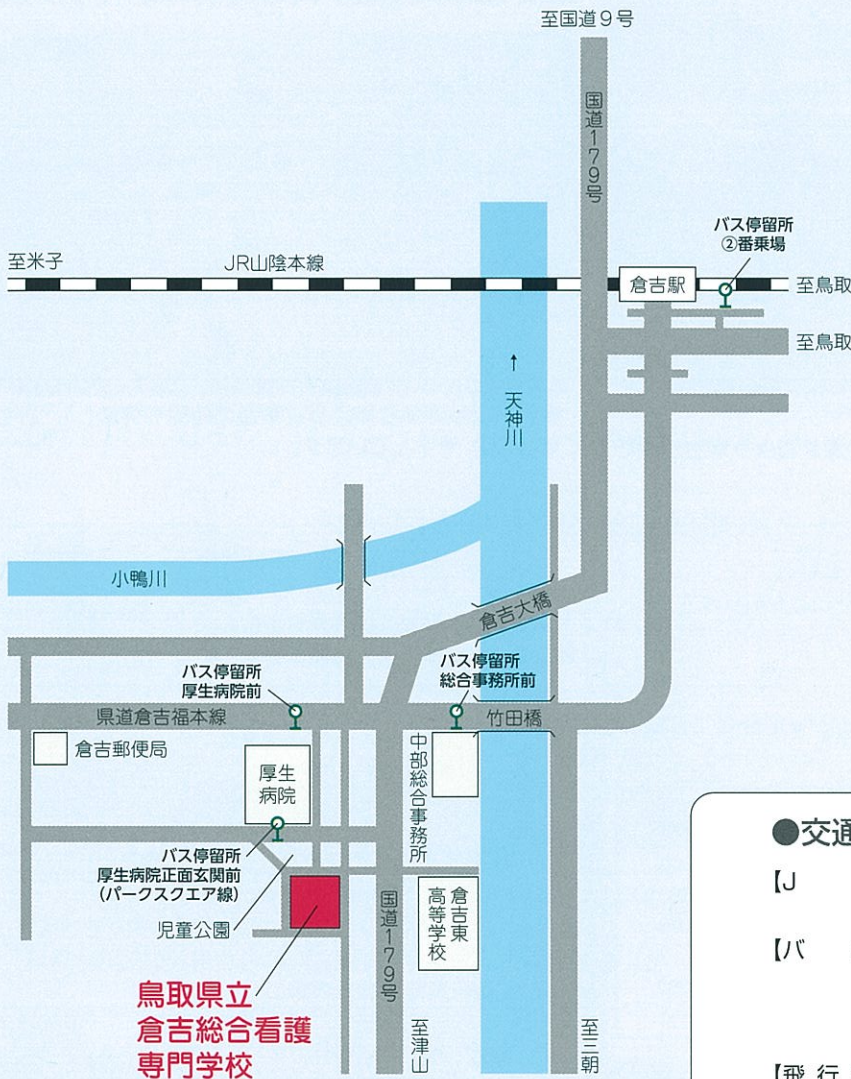 至国道9号
国道179号
バス停留所
②番乗場
至米子
JR山陰本線
倉吉駅
至鳥取
至鳥取
↑
天神川
小鴨川
倉吉大橋
バス停留所
厚生病院前
バス停留所
総合事務所前
県道倉吉福本線
竹田橋
倉吉郵便局
厚生
病院
中部総合事務所
バス停留所
厚生病院正面玄関前
(パークスクエア線)
児童公園
国道179号
倉吉東
高等学校
鳥取県立
倉吉総合看護
専門学校
至津山
至三朝
●交通
【J
【バ
【飛 行